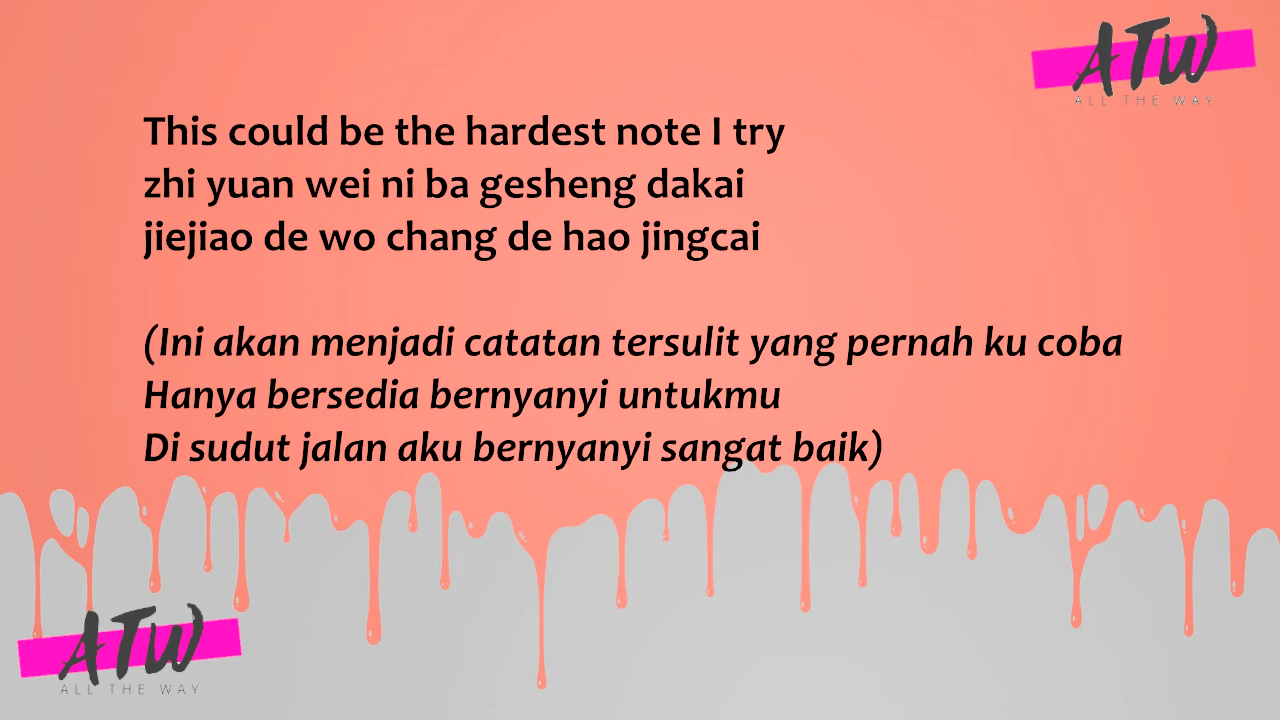 ATW
ALL THE WAY
This could be the hardest note I try
zhi yuan wei ni ba gesheng dakai
jiejiao de wo chang de hao jingcai
(Ini akan menjadi catatan tersulit yang pernah ku coba
Hanya bersedia bernyanyi untukmu
Di sudut jalan aku bernyanyi sangat baik)
ATW
ALL THE WAY